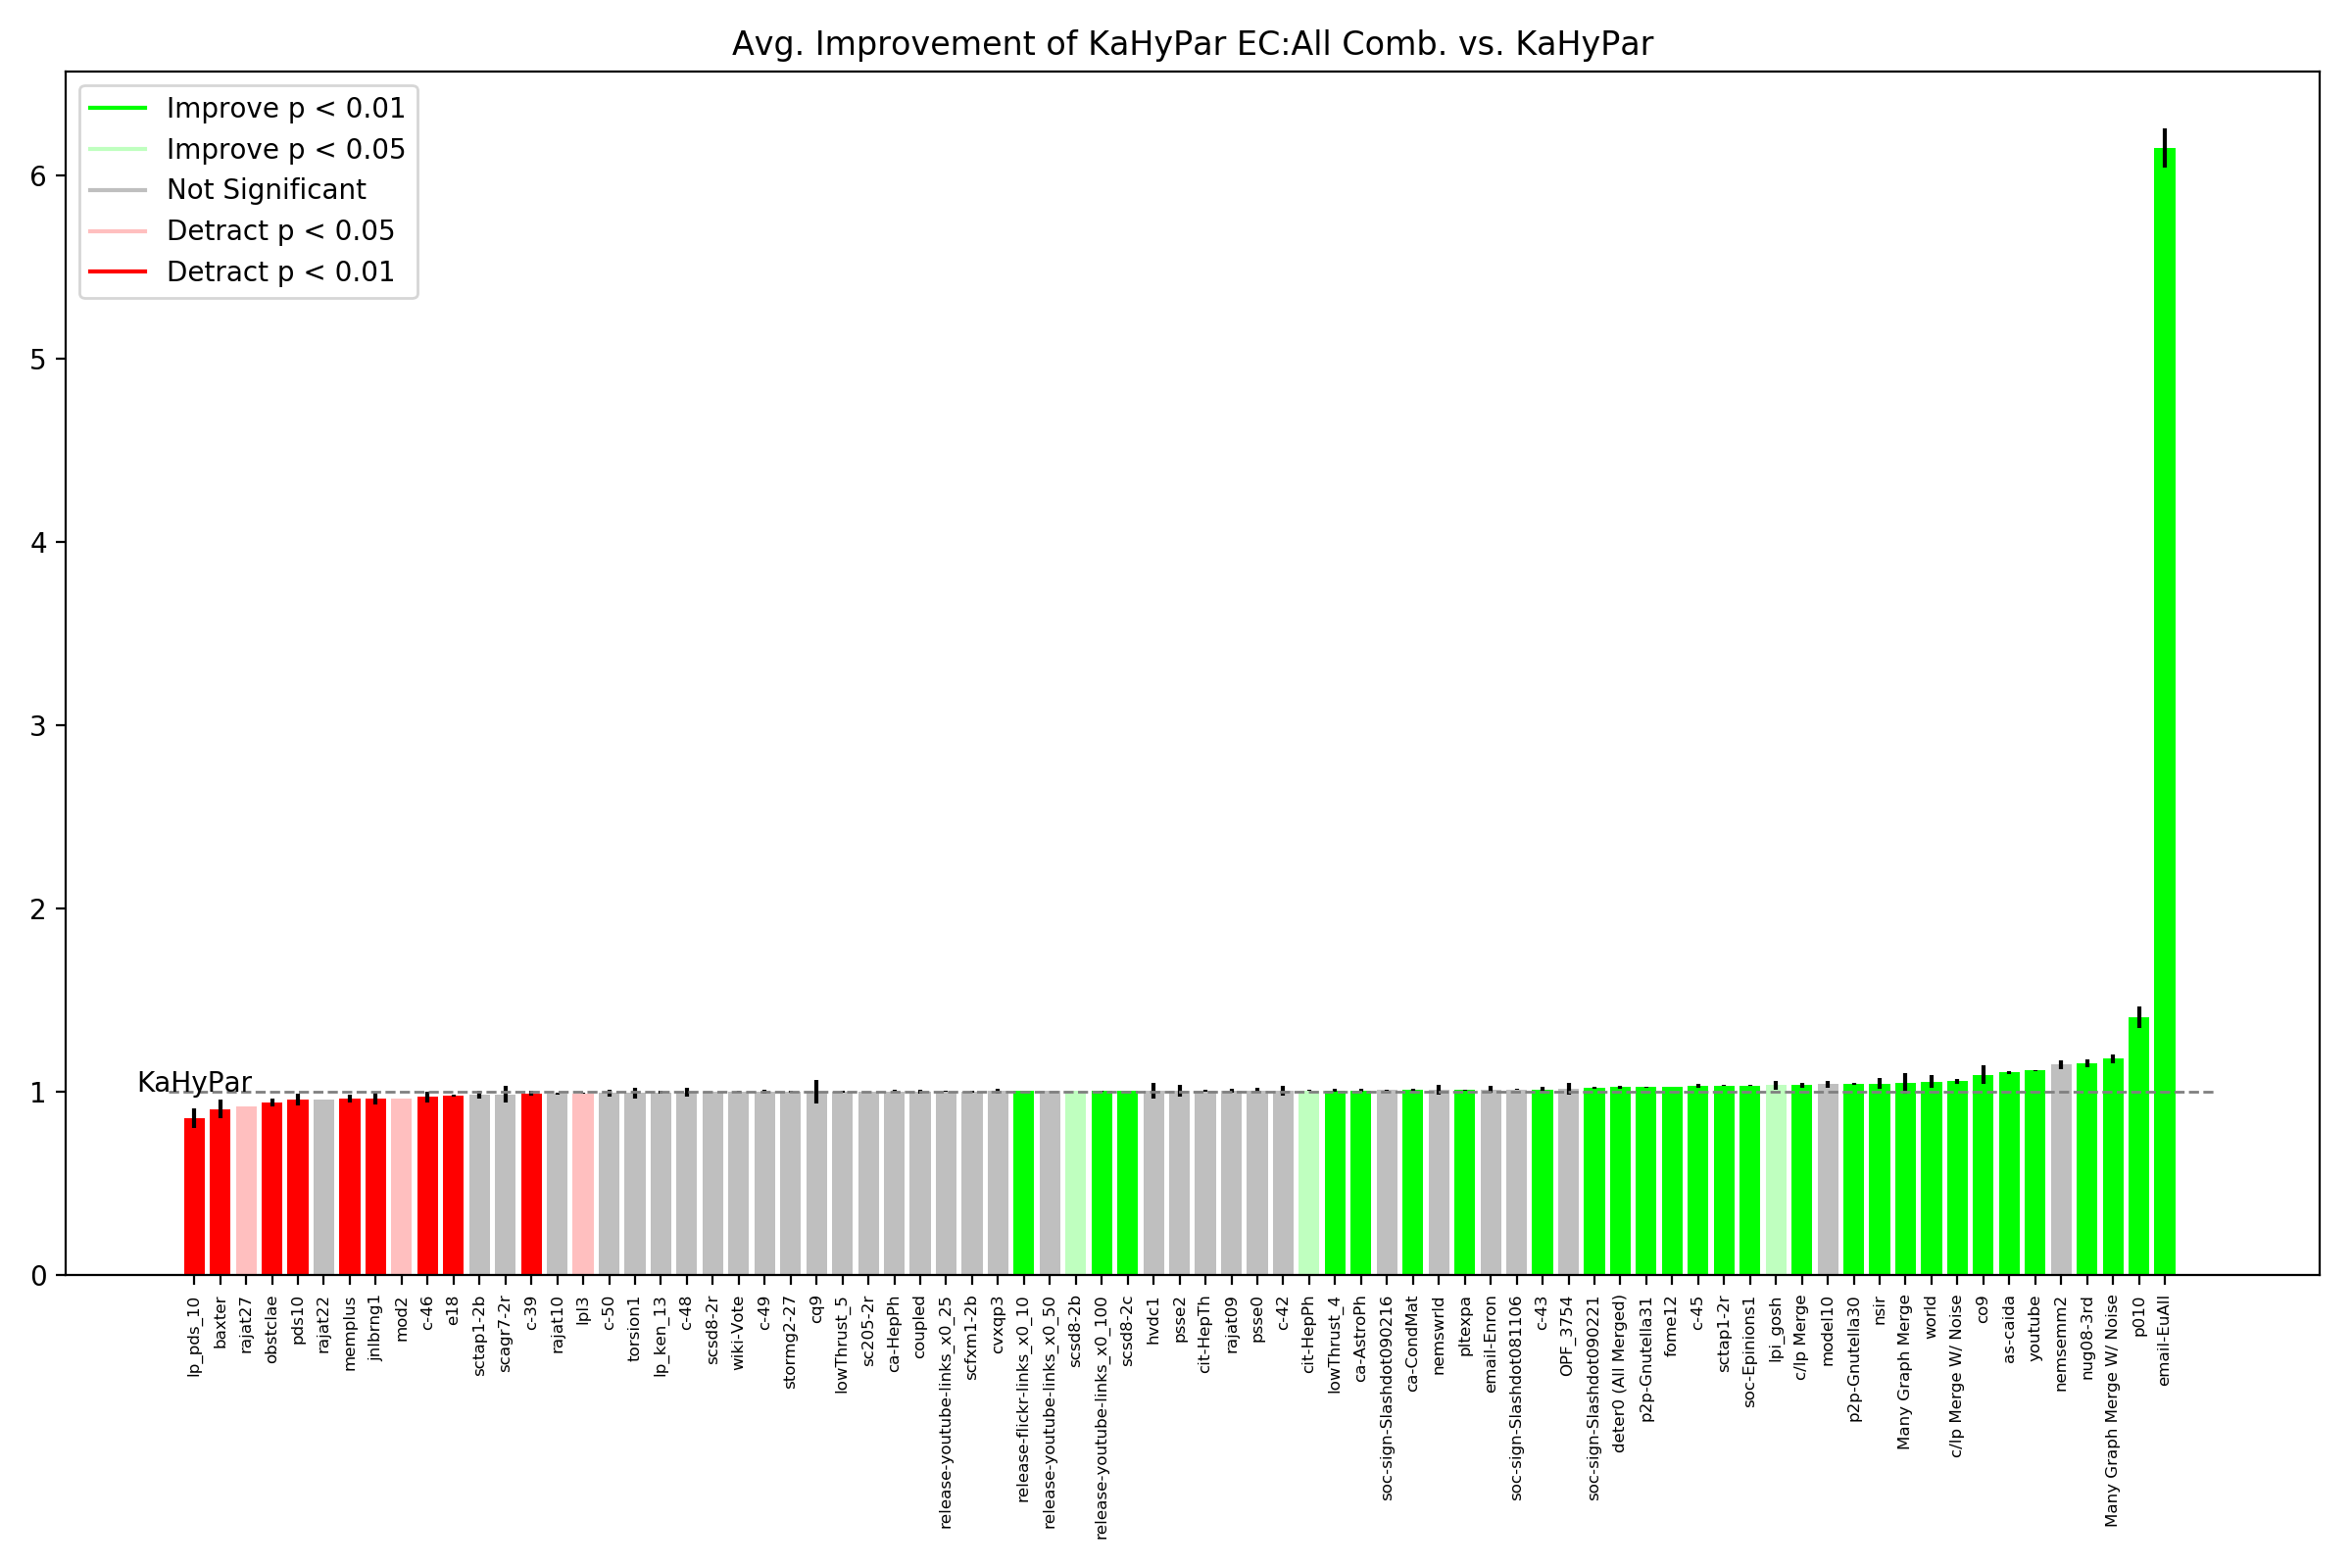 Avg. Improvement of KaHyPar EC:All Comb. vs. KaHyPar
Improve p < 0.01
Improve p < 0.05
Not Significant
Detract p < 0.05
Detract p < 0.01
6
5
4
3
2
1
0
KaHyPar
lp_pds_10
baxter
rajat27
obstclae
pds10
rajat22
memplus
jnlbrng1
mod2
c-46
e18
sctap1-2b
scagr7-2r
c-39
rajat10
lpl3
c-50
torsion1
lp_ken_13
c-48
scsd8-2r
wiki-Vote
c-49
stormg2-27
cq9
lowThrust_5
sc205-2r
ca-HepPh
coupled
release-youtube-links_x0_25
scfxm1-2b
cvxqp3
release-flickr-links_x0_10
release-youtube-links_x0_50
scsd8-2b
release-youtube-links_x0_100
scsd8-2c
hvdc1
psse2
cit-HepTh
rajat09
psse0
c-42
cit-HepPh
lowThrust_4
ca-AstroPh
soc-sign-Slashdot090216
ca-CondMat
nemswrld
pltexpa
email-Enron
soc-sign-Slashdot081106
c-43
OPF_3754
soc-sign-Slashdot090221
deter0 (All Merged)
p2p-Gnutella31
fome12
c-45
sctap1-2r
soc-Epinions1
lpi_gosh
c/lp Merge
model10
p2p-Gnutella30
nsir
Many Graph Merge
world
c/lp Merge W/ Noise
co9
as-caida
youtube
nemsemm2
nug08-3rd
Many Graph Merge W/ Noise
p010
email-EuAll